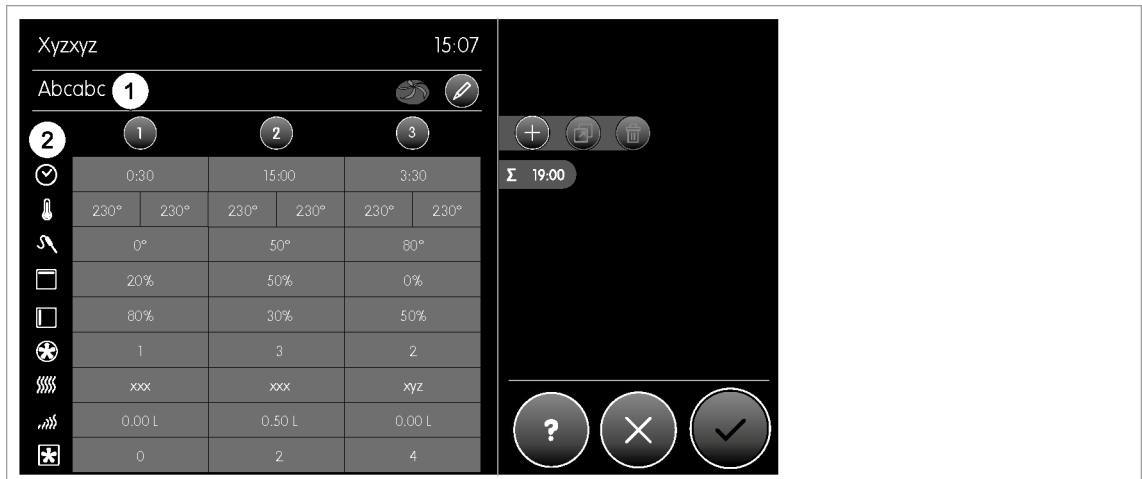 Xyzxyz 15:07
Abcabc 1
2 1 2 3
0:30 15:00 3:30
230° 230° 230° 230° 230° 230°
0° 50° 80°
20% 50% 0%
80% 30% 50%
1 3 2
xxx xxx xyz
0.00 L 0.50 L 0.00 L
0 2 4
Σ 19:00
?